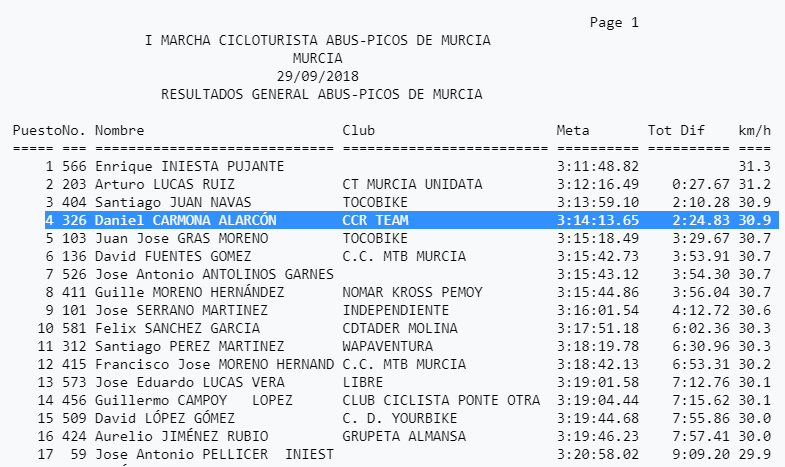 Page 1
I MARCHA CICLOTURISTA ABUS-PICOS DE MURCIA
MURCIA
29/09/2018
RESULTADOS GENERAL ABUS-PICOS DE MURCIA
PuestoNo. Nombre Club Meta Tot Dif km/h
===== === ============================= ========================= ========== ========== ====
1 566 Enrique INIESTA PUJANTE 3:11:48.82 31.3
2 203 Arturo LUCAS RUIZ CT MURCIA UNIDATA 3:12:16.49 0:27.67 31.2
3 404 Santiago JUAN NAVAS TOCOBIKE 3:13:59.10 2:10.28 30.9
4 326 Daniel CARMONA ALARCÓN CCR TEAM 3:14:13.65 2:24.83 30.9
5 103 Juan Jose GRAS MORENO TOCOBIKE 3:15:18.49 3:29.67 30.7
6 136 David FUENTES GOMEZ C.C. MTB MURCIA 3:15:42.73 3:53.91 30.7
7 526 Jose Antonio ANTOLINOS GARNES 3:15:43.12 3:54.30 30.7
8 411 Guille MORENO HERNÁNDEZ NOMAR KROSS PEMOY 3:15:44.86 3:56.04 30.7
9 101 Jose SERRANO MARTINEZ INDEPENDIENTE 3:16:01.54 4:12.72 30.6
10 581 Felix SANCHEZ GARCIA CDTADER MOLINA 3:17:51.18 6:02.36 30.3
11 312 Santiago PEREZ MARTINEZ WAPAVENTURA 3:18:19.78 6:30.96 30.3
12 415 Francisco Jose MORENO HERNAND C.C. MTB MURCIA 3:18:42.13 6:53.31 30.2
13 573 Jose Eduardo LUCAS VERA LIBRE 3:19:01.58 7:12.76 30.1
14 456 Guillermo CAMPOY LOPEZ CLUB CICLISTA PONTE OTRA 3:19:04.44 7:15.62 30.1
15 509 David LÓPEZ GÓMEZ C. D. YOURBIKE 3:19:44.68 7:55.86 30.0
16 424 Aurelio JIMÉNEZ RUBIO GRUPETA ALMANSA 3:19:46.23 7:57.41 30.0
17 59 Jose Antonio PELLICER INIEST 3:20:58.02 9:09.20 29.9